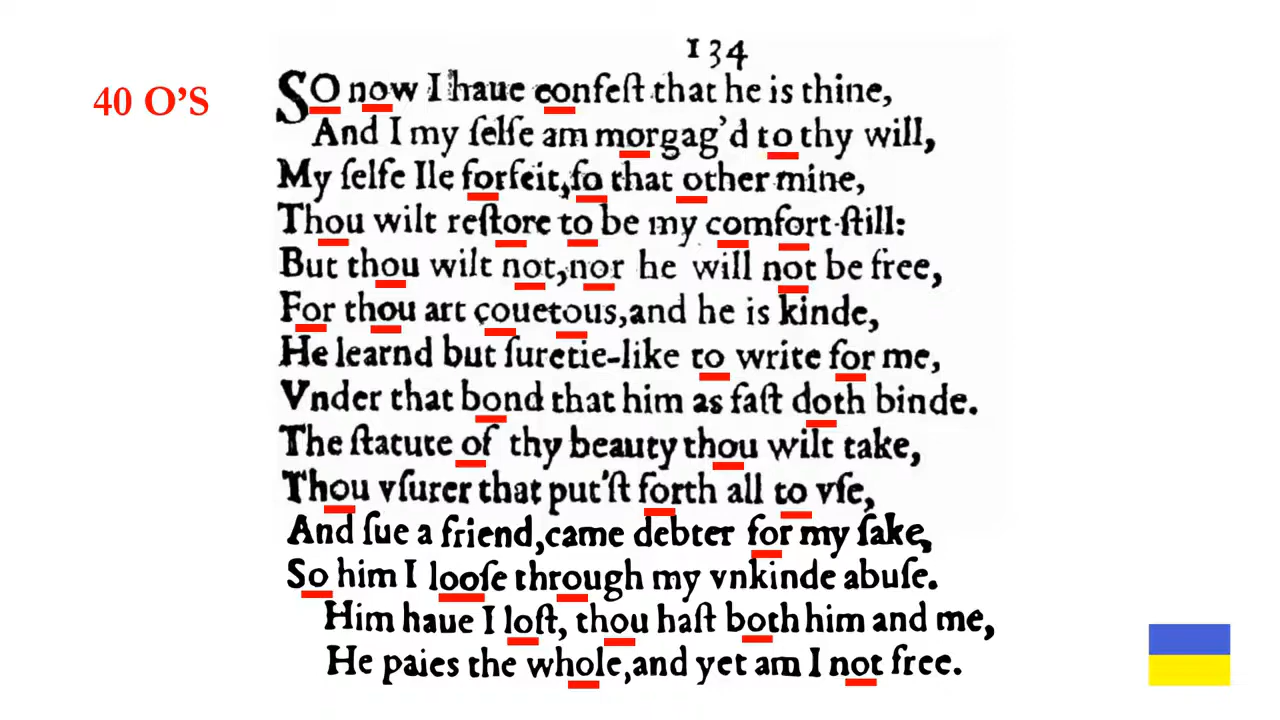 134
40 O’S
SO now I haue confeſt that he is thine,
And I my ſelfe am morgag’d to thy will,
My ſelfe Ile forfeit, ſo that other mine,
Thou wilt reſtore to be my comfort ſtill:
But thou wilt not, nor he will not be free,
For thou art couetous, and he is kinde,
He learnd but ſuretie-like to write for me,
Vnder that bond that him as faſt doth binde.
The ſtatute of thy beauty thou wilt take,
Thou vſurer that put’ſt forth all to vſe,
And ſue a friend, came debter for my ſake,
So him I looſe through my vnkinde abuſe.
Him haue I loſt, thou haſt both him and me,
He paies the whole, and yet am I not free.